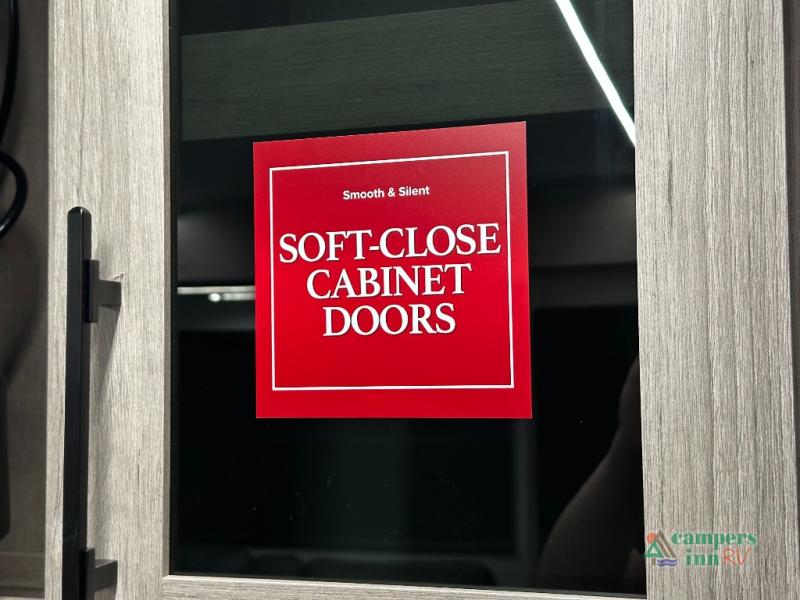 Smooth & Silent
SOFT-CLOSE
CABINET
DOORS
campers
inn RV